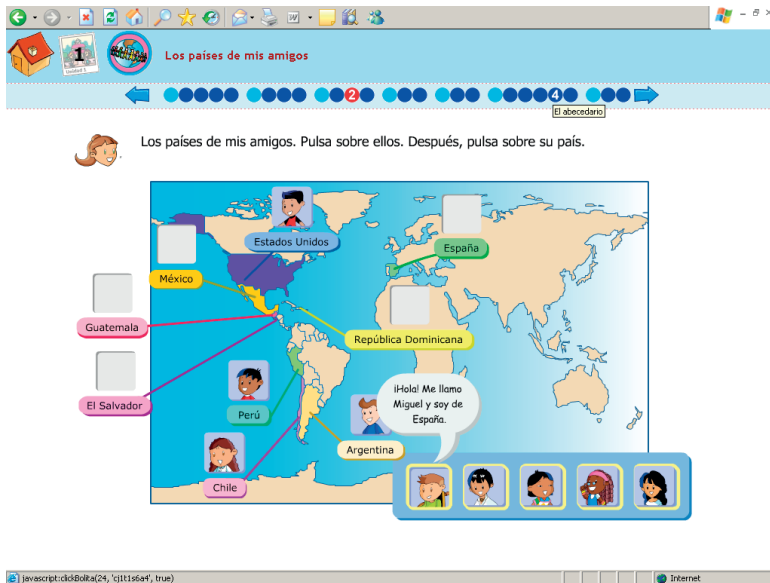 1
Unidad 1
Los países de mis amigos
2
4
El abecedario
Los países de mis amigos. Pulsa sobre ellos. Después, pulsa sobre su país.
Estados Unidos
España
México
Guatemala
República Dominicana
El Salvador
Perú
¡Hola! Me llamo
Miguel y soy de
España.
Argentina
Chile
javascript:clickBolita(24, 'cj1t1s6a4', true)
Internet